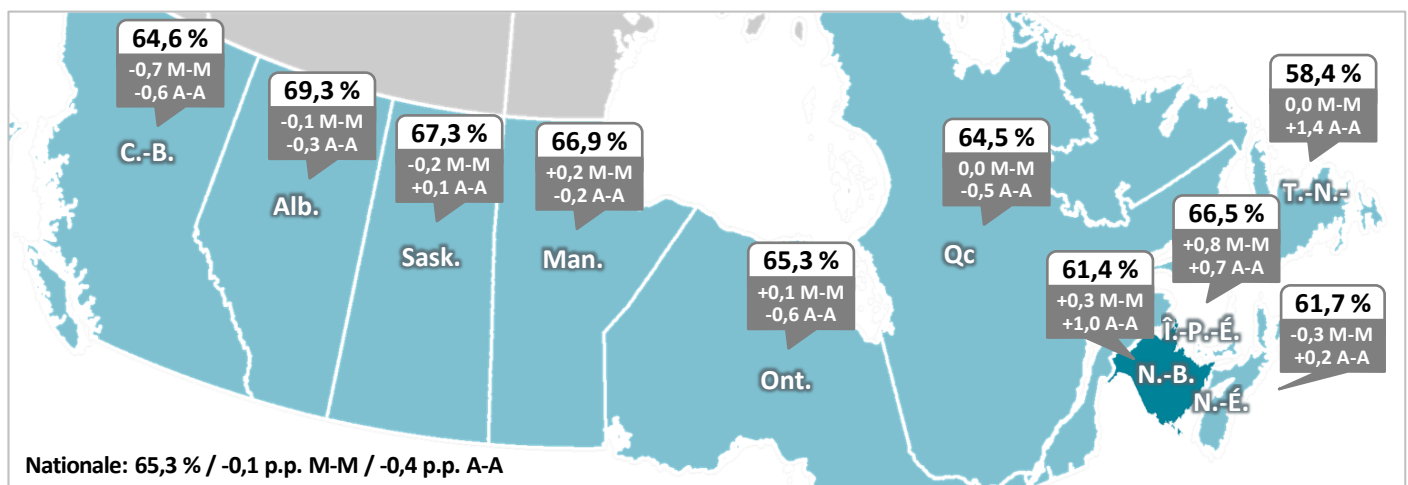 64,6 %
-0,7 M-M
-0,6 A-A
C.-B.
69,3 %
-0,1 M-M
-0,3 A-A
Alb.
67,3 %
-0,2 M-M
+0,1 A-A
Sask.
66,9 %
+0,2 M-M
-0,2 A-A
Man.
65,3 %
+0,1 M-M
-0,6 A-A
Ont.
64,5 %
0,0 M-M
-0,5 A-A
Qc
58,4 %
0,0 M-M
+1,4 A-A
T.-N.-
66,5 %
+0,8 M-M
+0,7 A-A
Î.-P.-É.
61,4 %
+0,3 M-M
+1,0 A-A
N.-B.
61,7 %
-0,3 M-M
+0,2 A-A
N.-É.
Nationale: 65,3 % / -0,1 p.p. M-M / -0,4 p.p. A-A